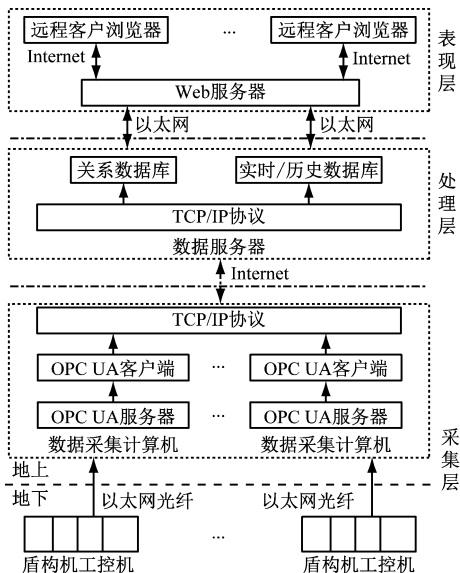 远程客户浏览器 ... 远程客户浏览器
Internet Internet
Web服务器
以太网 以太网
表现层
关系数据库 实时/历史数据库
TCP/IP协议
数据服务器
处理层
Internet
TCP/IP协议
OPC UA客户端 ... OPC UA客户端
OPC UA服务器 ... OPC UA服务器
数据采集计算机 数据采集计算机
采集层
地上
地下
以太网光纤 以太网光纤
...
盾构机工控机 盾构机工控机